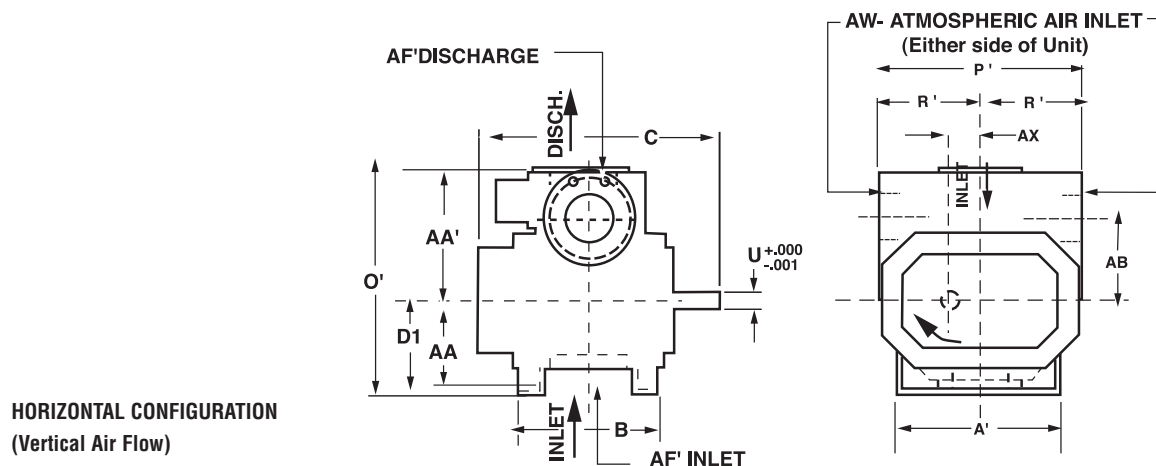 AW- ATMOSPHERIC AIR INLET
(Either side of Unit)
AF'DISCHARGE
P'
R'
R'
DISCH.
C
AX
INLET
AA'
U+.000
-.001
AB
O'
D1
AA
HORIZONTAL CONFIGURATION
(Vertical Air Flow)
INLET
B
A'
AF' INLET